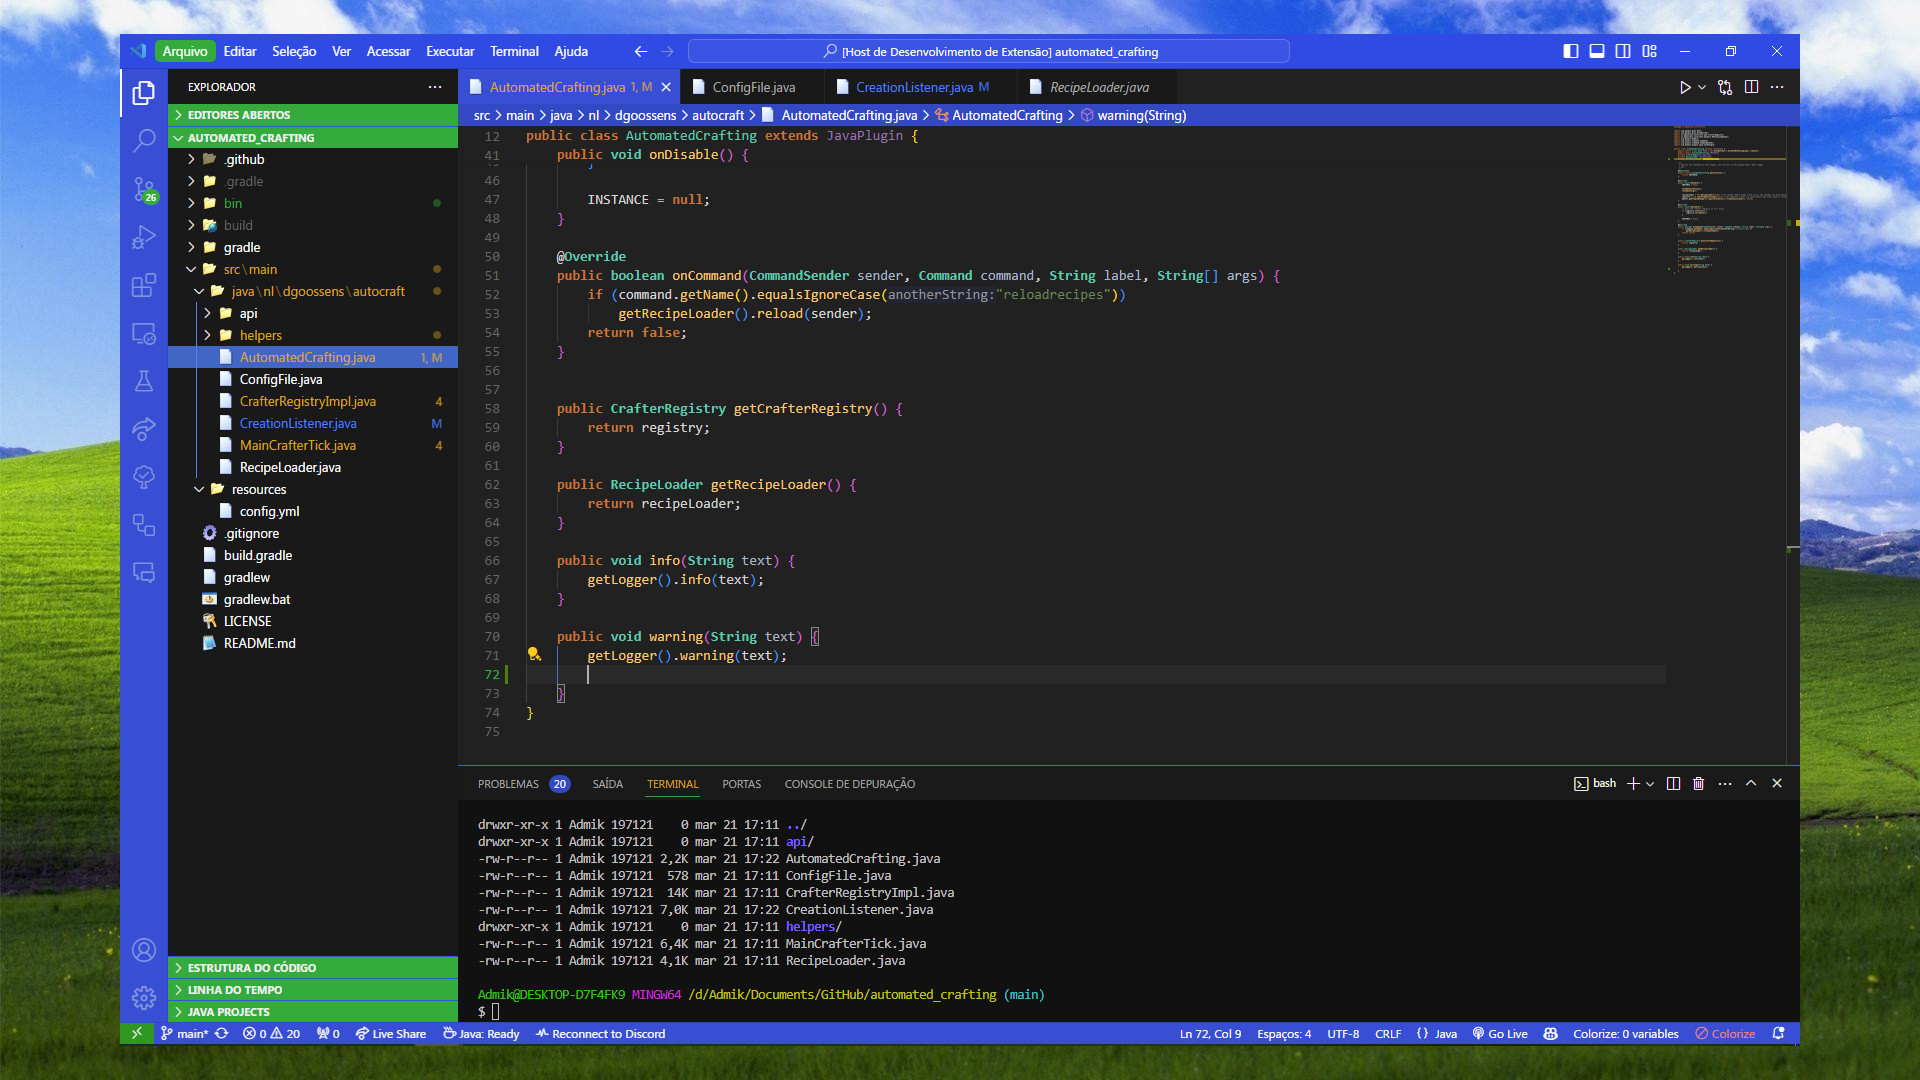 Arquivo Editar Seleção Ver Acessar Executar Terminal Ajuda
[Host de Desenvolvimento de Extensão] automated_crafting
EXPLORADOR
EDITORES ABERTOS
AUTOMATED_CRAFTING
.github
.gradle
bin
build
gradle
src\main
java\nl\dgoossens\autocraft
api
helpers
AutomatedCrafting.java 1, M
ConfigFile.java
CrafterRegistryImpl.java 4
CreationListener.java M
MainCrafterTick.java 4
RecipeLoader.java
resources
config.yml
.gitignore
build.gradle
gradlew
gradlew.bat
LICENSE
README.md
ESTRUTURA DO CÓDIGO
LINHA DO TEMPO
JAVA PROJECTS
26
AutomatedCrafting.java 1, M
ConfigFile.java
CreationListener.java M
RecipeLoader.java
src > main > java > nl > dgoossens > autocraft > AutomatedCrafting.java > AutomatedCrafting > warning(String)
12 public class AutomatedCrafting extends JavaPlugin {
41 public void onDisable() {
46
47 INSTANCE = null;
48 }
49
50 @Override
51 public boolean onCommand(CommandSender sender, Command command, String label, String[] args) {
52 if (command.getName().equalsIgnoreCase(anotherString:"reloadrecipes"))
53 getRecipeLoader().reload(sender);
54 return false;
55 }
56
57
58 public CrafterRegistry getCrafterRegistry() {
59 return registry;
60 }
61
62 public RecipeLoader getRecipeLoader() {
63 return recipeLoader;
64 }
65
66 public void info(String text) {
67 getLogger().info(text);
68 }
69
70 public void warning(String text) {
71 getLogger().warning(text);
72
73 }
74 }
75
PROBLEMAS 20 SAÍDA TERMINAL PORTAS CONSOLE DE DEPURAÇÃO
bash
drwxr-xr-x 1 Admik 197121 0 mar 21 17:11 ../
drwxr-xr-x 1 Admik 197121 0 mar 21 17:11 api/
-rw-r--r-- 1 Admik 197121 2,2K mar 21 17:22 AutomatedCrafting.java
-rw-r--r-- 1 Admik 197121 578 mar 21 17:11 ConfigFile.java
-rw-r--r-- 1 Admik 197121 14K mar 21 17:11 CrafterRegistryImpl.java
-rw-r--r-- 1 Admik 197121 7,0K mar 21 17:22 CreationListener.java
drwxr-xr-x 1 Admik 197121 0 mar 21 17:11 helpers/
-rw-r--r-- 1 Admik 197121 6,4K mar 21 17:11 MainCrafterTick.java
-rw-r--r-- 1 Admik 197121 4,1K mar 21 17:11 RecipeLoader.java
Admik@DESKTOP-D7F4FK9 MINGW64 /d/Admik/Documents/GitHub/automated_crafting (main)
$
main* 0 20 0 Live Share Java: Ready Reconnect to Discord
Ln 72, Col 9 Espaços: 4 UTF-8 CRLF {} Java Go Live Colorize: 0 variables Colorize